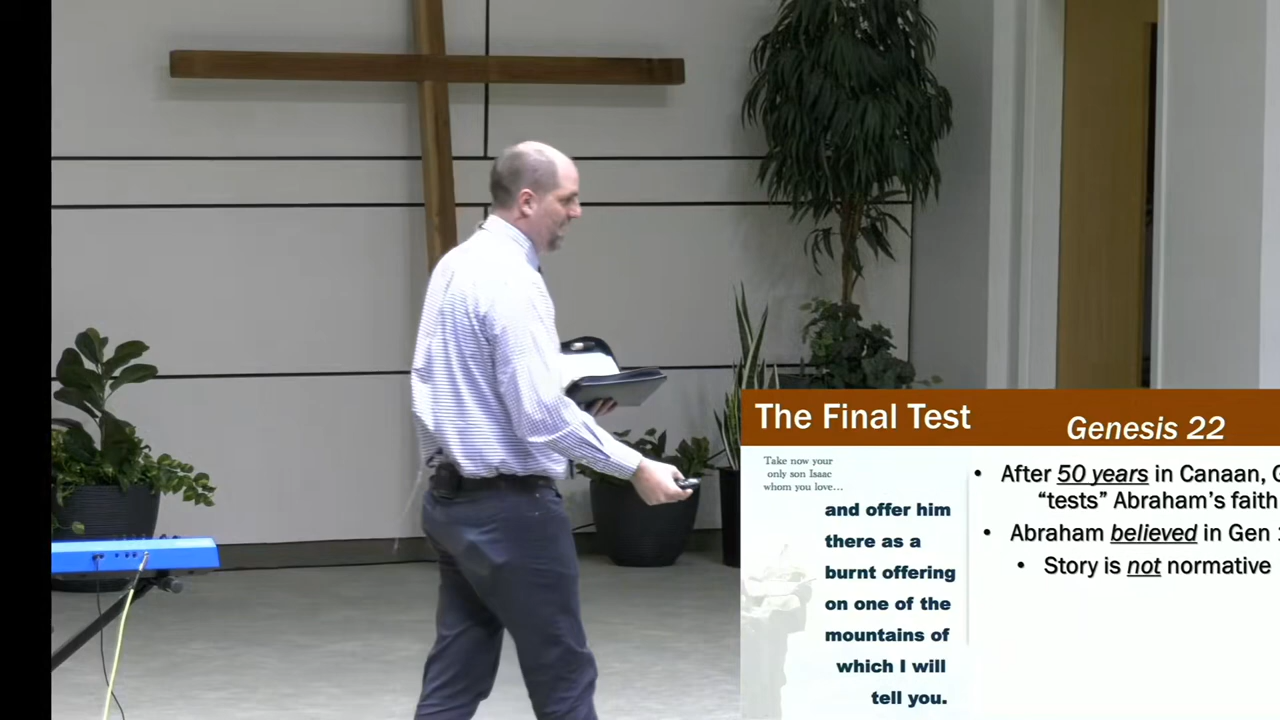 The Final Test
Genesis 22
Take now your
only son Isaac
whom you love...
and offer him
there as a
burnt offering
on one of the
mountains of
which I will
tell you.
• After 50 years in Canaan,
“tests” Abraham’s faith
• Abraham believed in Gen
• Story is not normative